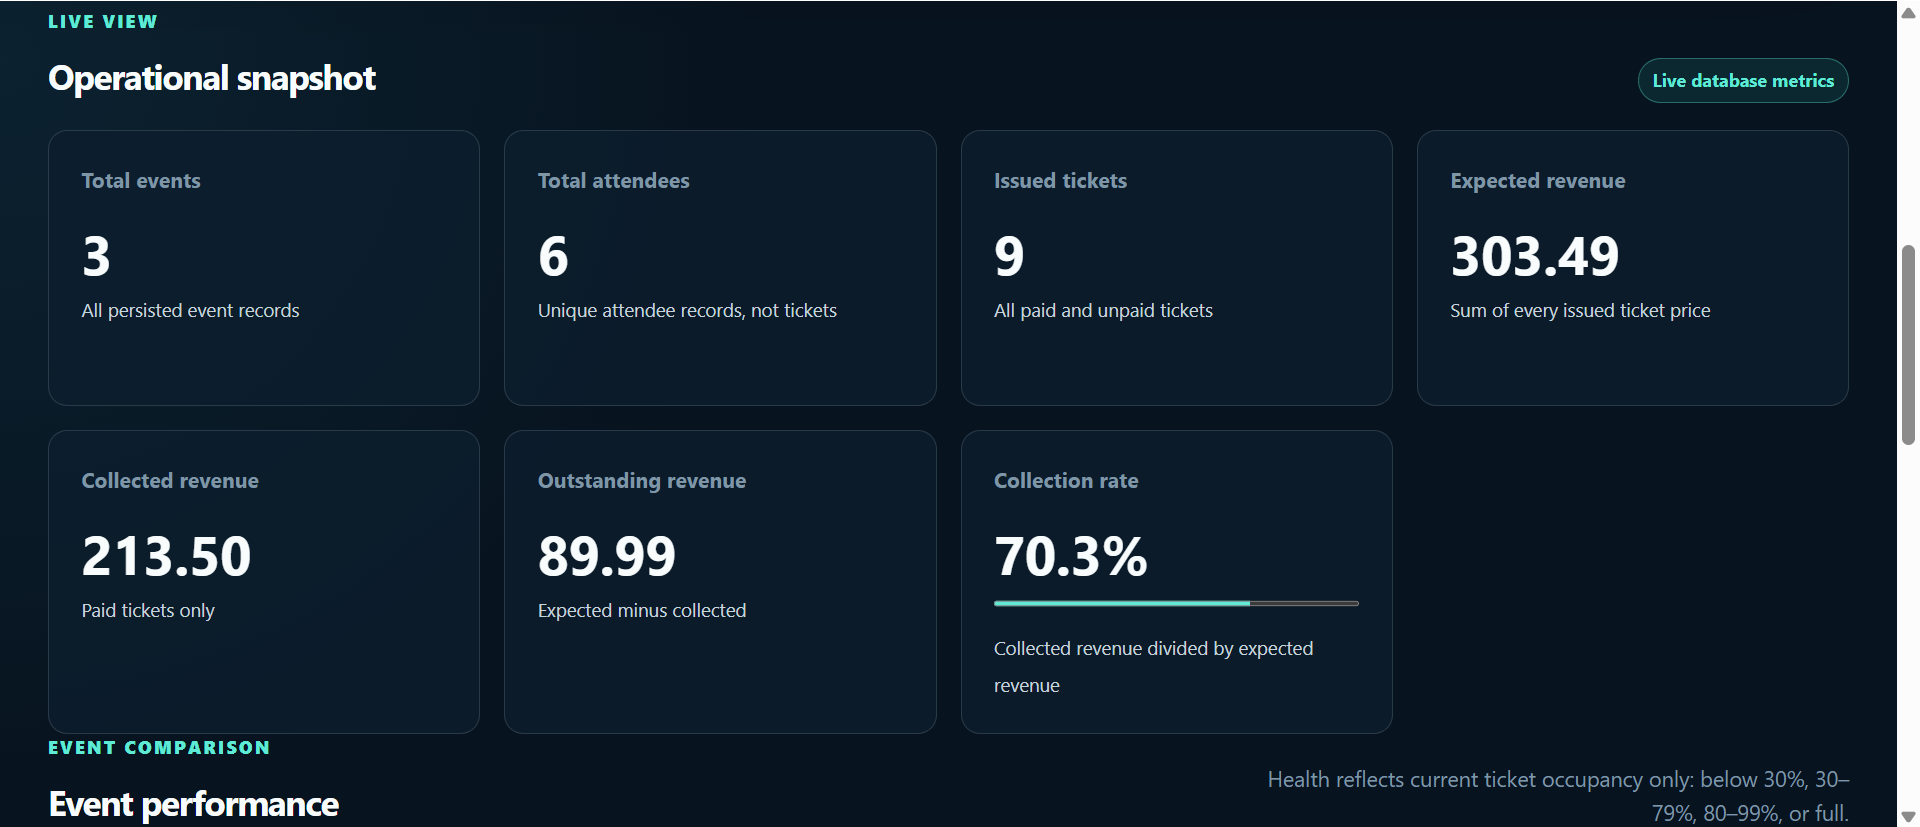 LIVE VIEW
Operational snapshot
Live database metrics
Total events
3
All persisted event records
Total attendees
6
Unique attendee records, not tickets
Issued tickets
9
All paid and unpaid tickets
Expected revenue
303.49
Sum of every issued ticket price
Collected revenue
213.50
Paid tickets only
Outstanding revenue
89.99
Expected minus collected
Collection rate
70.3%
Collected revenue divided by expected
revenue
EVENT COMPARISON
Event performance
Health reflects current ticket occupancy only: below 30%, 30–
79%, 80–99%, or full.